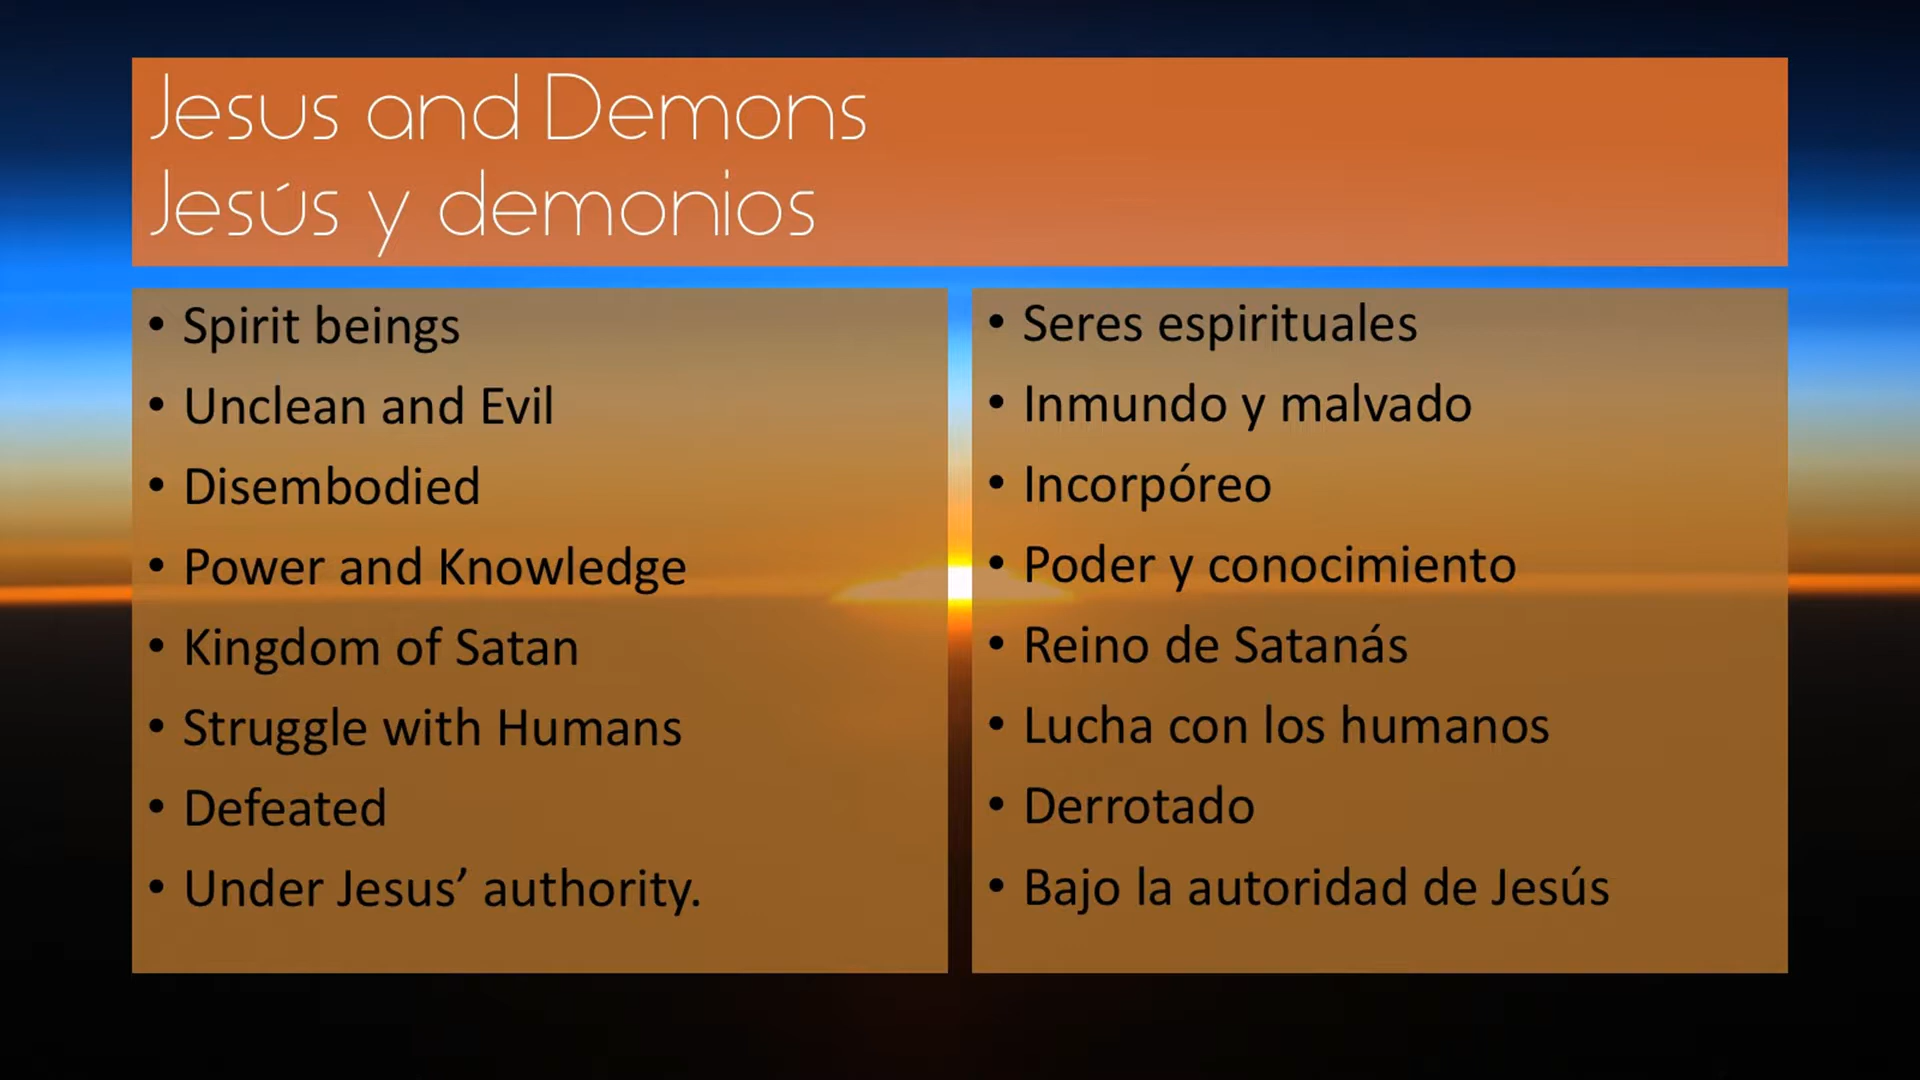 Jesus and Demons
Jesús y demonios
• Spirit beings
• Unclean and Evil
• Disembodied
• Power and Knowledge
• Kingdom of Satan
• Struggle with Humans
• Defeated
• Under Jesus’ authority.
• Seres espirituales
• Inmundo y malvado
• Incorpóreo
• Poder y conocimiento
• Reino de Satanás
• Lucha con los humanos
• Derrotado
• Bajo la autoridad de Jesús